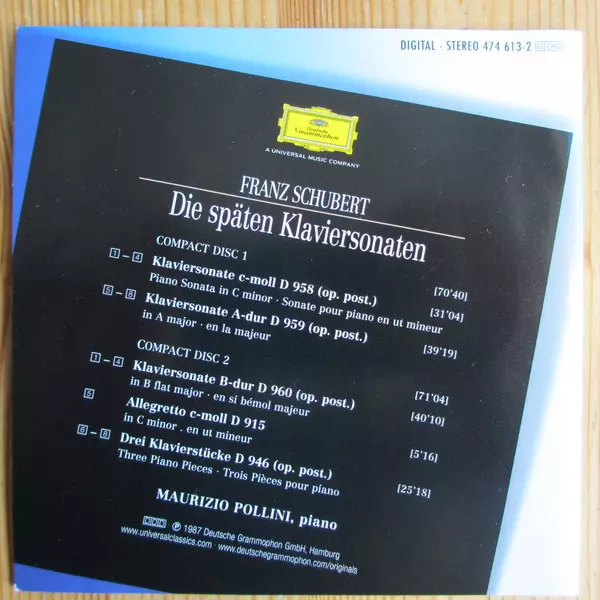 DIGITAL · STEREO 474 613-2
Deutsche
Grammophon
A UNIVERSAL MUSIC COMPANY
FRANZ SCHUBERT
Die späten Klaviersonaten
COMPACT DISC 1 [70'40]
1 – 4 Klaviersonate c-moll D 958 (op. post.) [31'04]
Piano Sonata in C minor · Sonate pour piano en ut mineur
5 – 8 Klaviersonate A-dur D 959 (op. post.) [39'19]
in A major · en la majeur
COMPACT DISC 2 [71'04]
1 – 4 Klaviersonate B-dur D 960 (op. post.) [40'10]
in B flat major · en si bémol majeur
5 Allegretto c-moll D 915 [5'16]
in C minor . en ut mineur
6 – 8 Drei Klavierstücke D 946 (op. post.) [25'18]
Three Piano Pieces · Trois Pièces pour piano
MAURIZIO POLLINI, piano
DDD ℗ 1987 Deutsche Grammophon GmbH, Hamburg
www.universalclassics.com www.deutschegrammophon.com/originals